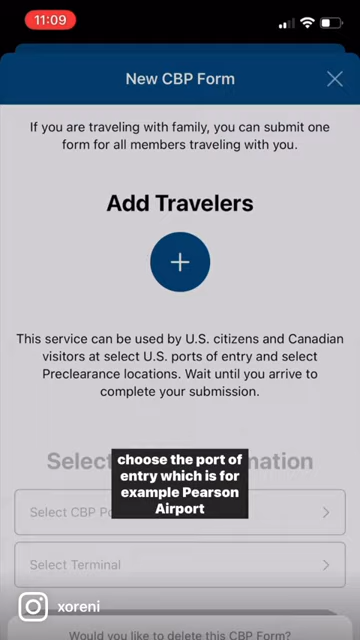 11:09
New CBP Form
If you are traveling with family, you can submit one
form for all members traveling with you.
Add Travelers
This service can be used by U.S. citizens and Canadian
visitors at select U.S. ports of entry and select
Preclearance locations. Wait until you arrive to
complete your submission.
Select
mation
choose the port of
entry which is for
example Pearson
Airport
Select CBP Po
Select Terminal
xoreni
Would you like to delete this CBP Form?